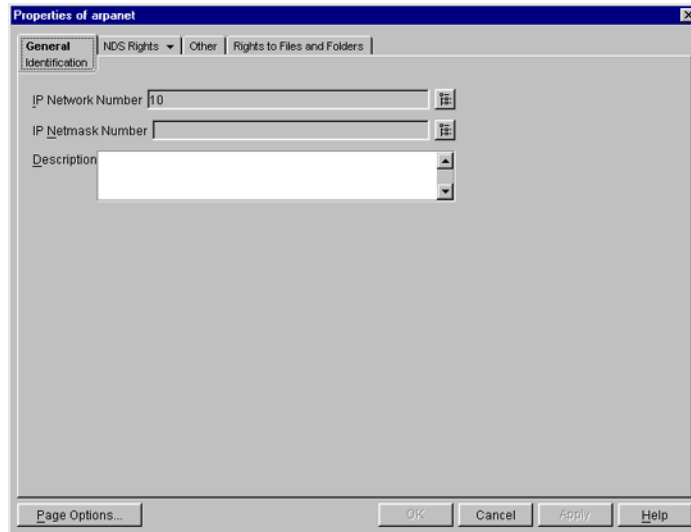 Properties of arpanet
General NDS Rights Other Rights to Files and Folders
Identification
IP Network Number 10
IP Netmask Number
Description
Page Options... OK Cancel Apply Help